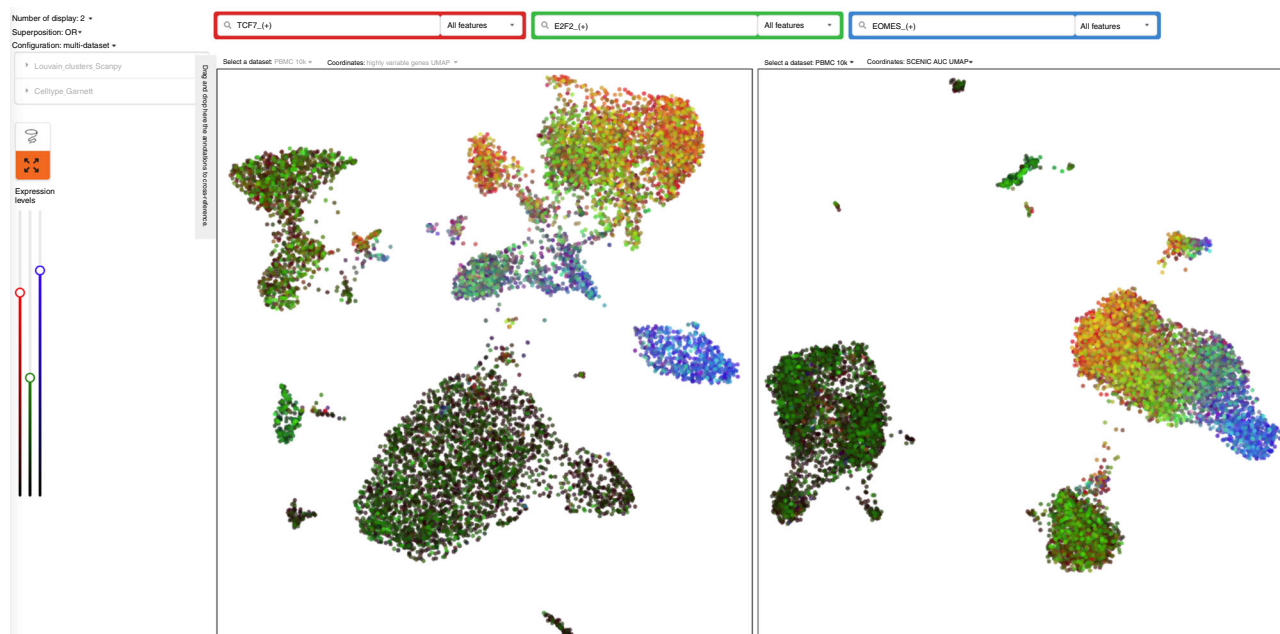 Number of display: 2
Superposition: OR
Configuration: multi-dataset
Louvain_clusters_Scanpy
Celltype_Garnett
Expression
levels
TCF7_(+)
All features
E2F2_(+)
All features
EOMES_(+)
All features
Drag and drop here the annotations to cross-reference
Select a dataset: PBMC 10k
Coordinates: highly variable genes UMAP
Select a dataset: PBMC 10k
Coordinates: SCENIC AUC UMAP